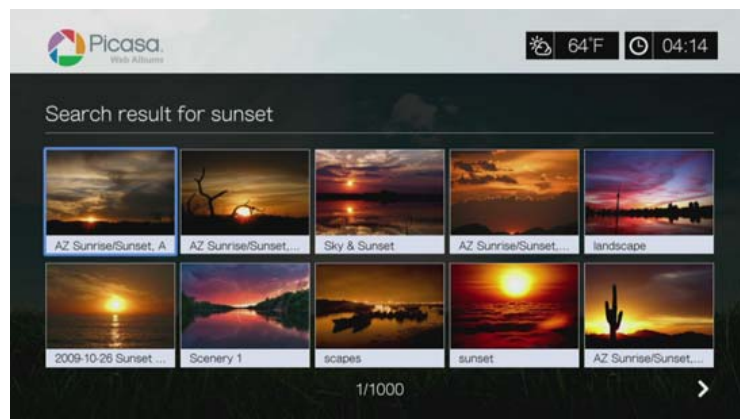 Picasa.
Web Albums
64°F
04:14
Search result for sunset
AZ Sunrise/Sunset, A
AZ Sunrise/Sunset,...
Sky & Sunset
AZ Sunrise/Sunset,...
landscape
2009-10-26 Sunset ...
Scenery 1
scapes
sunset
AZ Sunrise/Sunset,...
1/1000